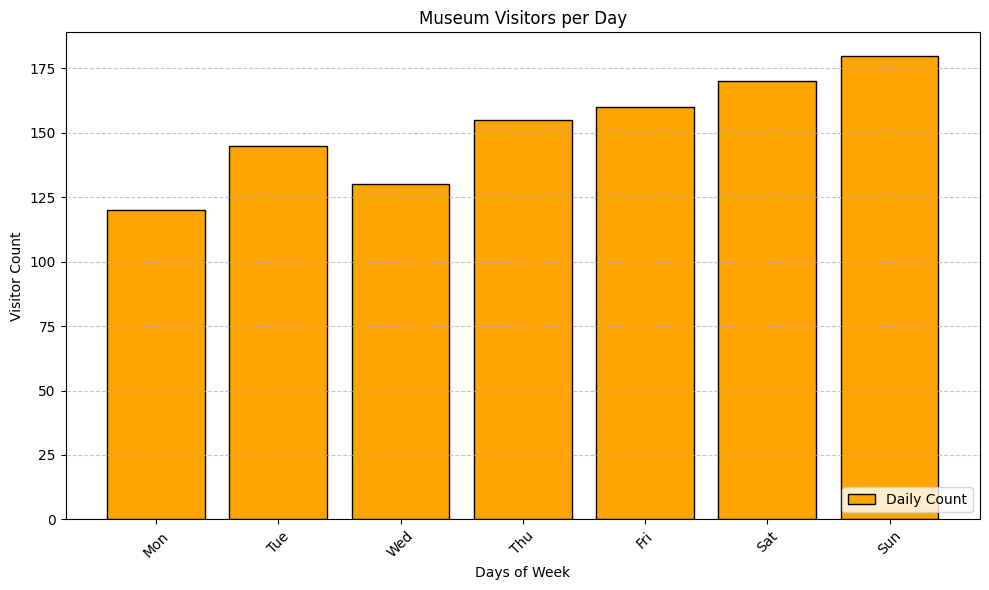 Museum Visitors per Day
Visitor Count
175
150
125
100
75
50
25
0
Mon
Tue
Wed
Thu
Fri
Sat
Sun
Days of Week
Daily Count